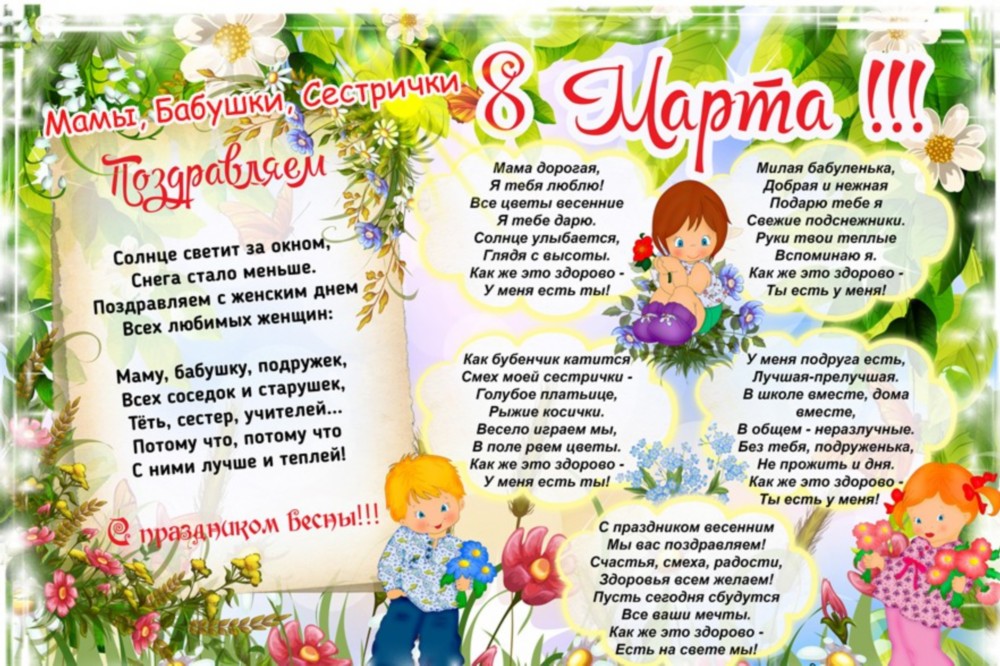 Мамы, Бабушки, Сестрички
8 Марта !!!
Поздравляем
Солнце светит за окном,
Снега стало меньше.
Поздравляем с женским днем
Всех любимых женщин:
Маму, бабушку, подружек,
Всех соседок и старушек,
Тёть, сестер, учителей...
Потому что, потому что
С ними лучше и теплей!
С праздником Весны!!!
Мама дорогая,
Я тебя люблю!
Все цветы весенние
Я тебе дарю.
Солнце улыбается,
Глядя с высоты.
Как же это здорово -
У меня есть ты!
Милая бабуленька,
Добрая и нежная
Подарю тебе я
Свежие подснежники.
Руки твои теплые
Вспоминаю я.
Как же это здорово -
Ты есть у меня!
Как бубенчик катится
Смех моей сестрички -
Голубое платьице,
Рыжие косички.
Весело играем мы,
В поле рвем цветы.
Как же это здорово -
У меня есть ты!
У меня подруга есть,
Лучшая-прелучшая.
В школе вместе, дома
вместе,
В общем - неразлучные.
Без тебя, подруженька,
Не прожить и дня.
Как же это здорово -
Ты есть у меня!
С праздником весенним
Мы вас поздравляем!
Счастья, смеха, радости,
Здоровья всем желаем!
Пусть сегодня сбудутся
Все ваши мечты.
Как же это здорово -
Есть на свете мы!